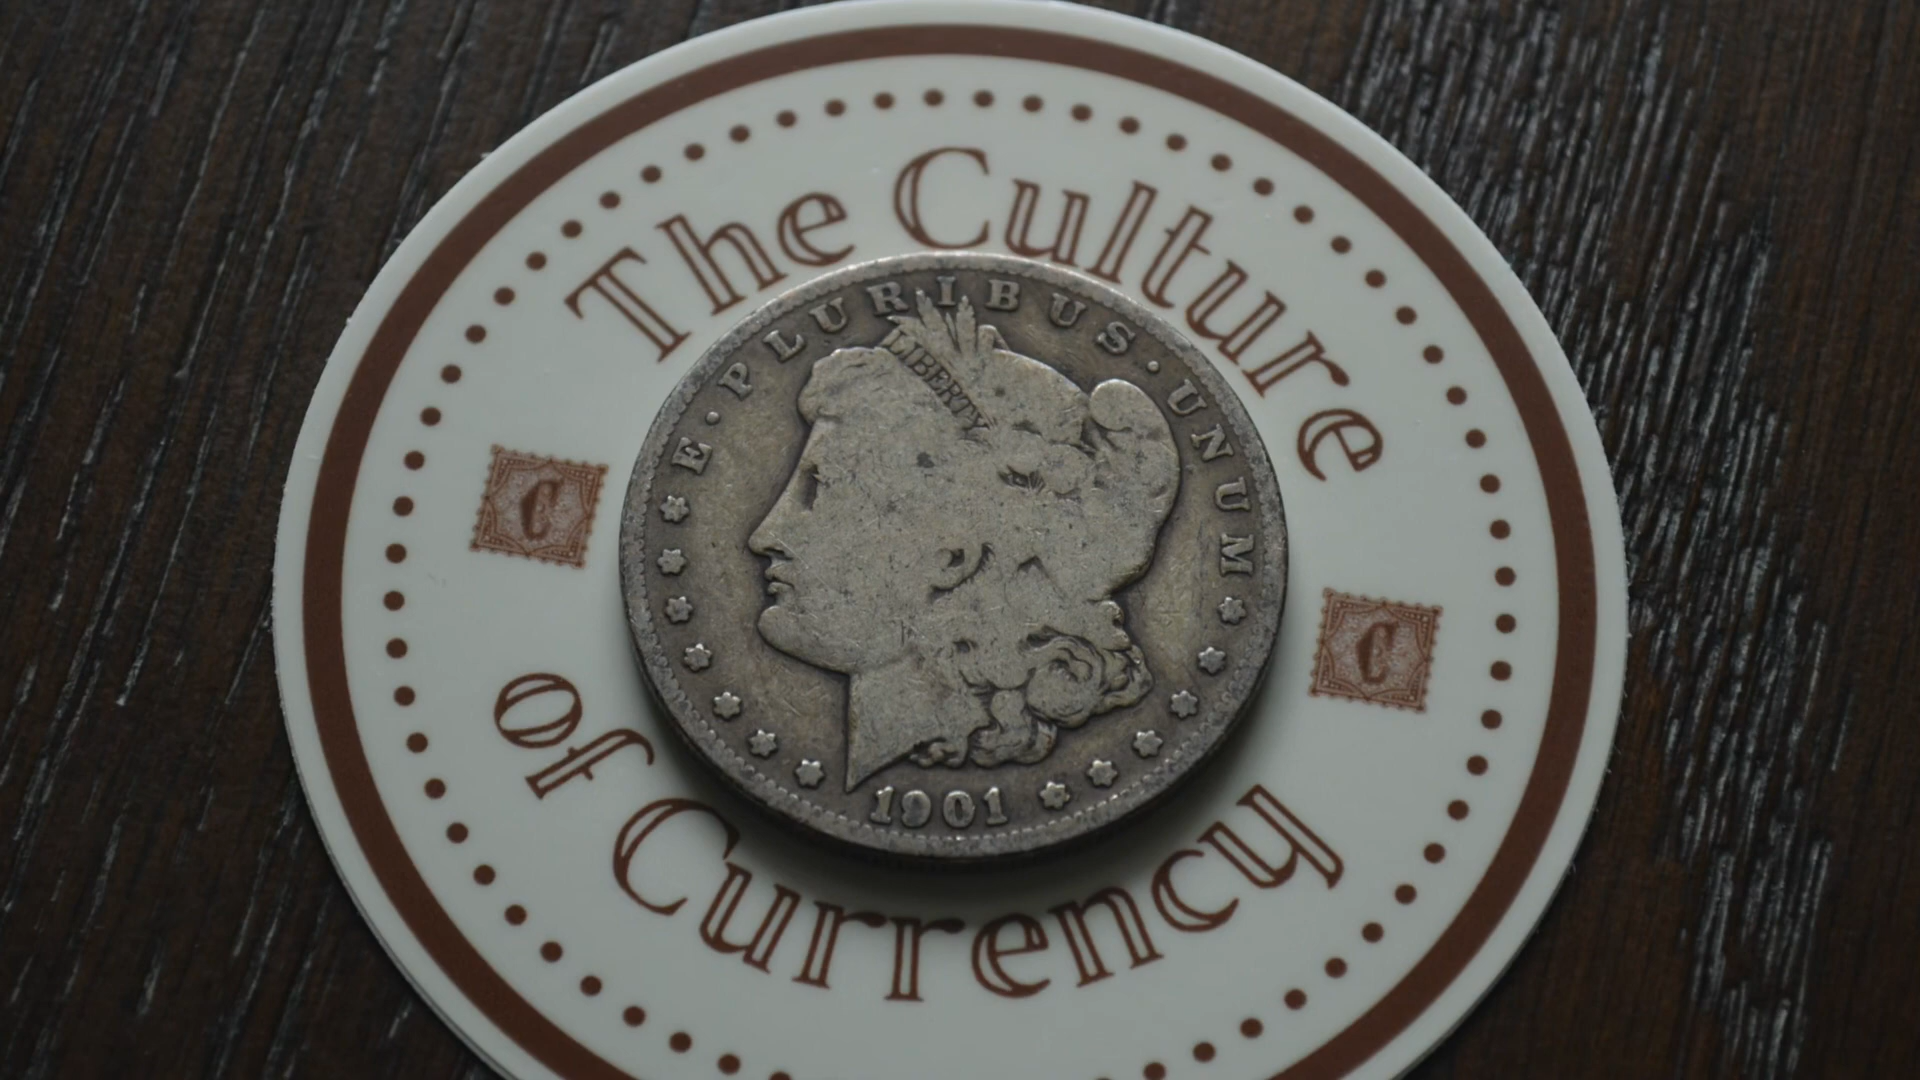 The Culture
E·PLURIBUS·UNUM
LIBERTY
C
C
1901
of Currency